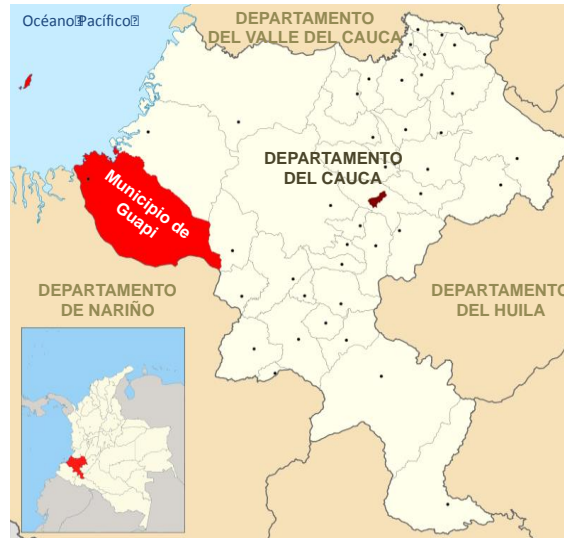 Océano Pacífico
DEPARTAMENTO
DEL VALLE DEL CAUCA
DEPARTAMENTO
DEL CAUCA
Municipio de
Guapi
DEPARTAMENTO
DE NARIÑO
DEPARTAMENTO
DEL HUILA